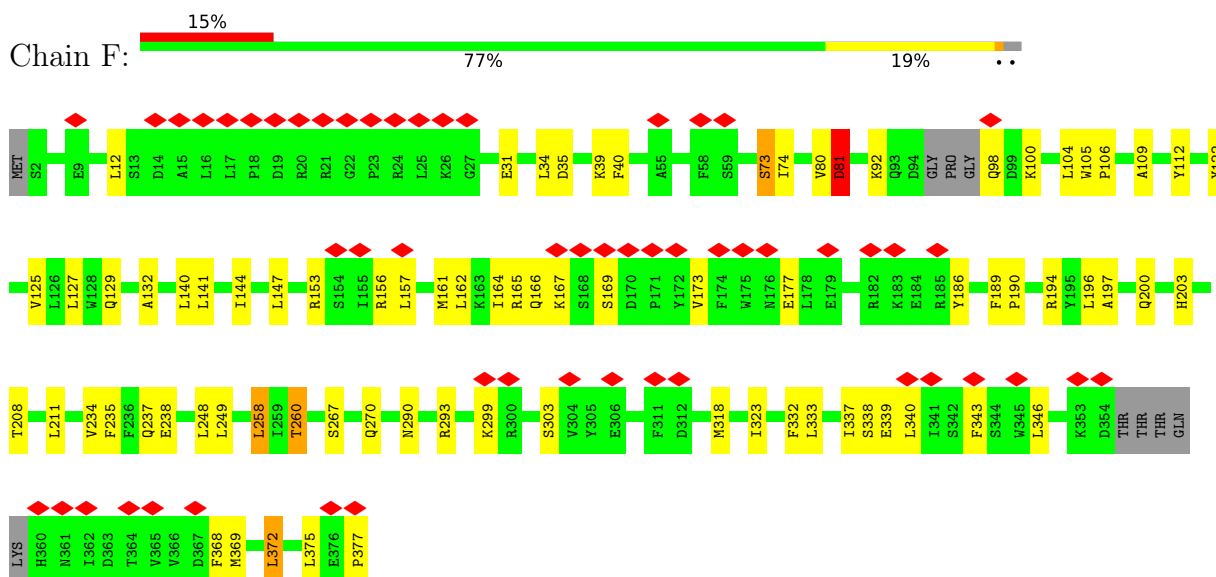 15%
Chain F:
77% 19% • •
MET S2 E9 L12 S13 D14 A15 L16 L17 P18 D19 R20 R21 G22 P23 R24 L25 K26 G27 E31 L34 D35 K39 F40 A55 F58 S59 S73 I74 V80 D81 K92 Q93 D94 GLY PRO GLY Q98 D99 K100 L104 W105 P106 A109 Y112
V125 L126 L127 W128 Q129 A132 L140 L141 I144 L147 R153 S154 I155 R156 L157 M161 L162 K163 I164 R165 Q166 K167 S168 S169 D170 P171 Y172 V173 F174 W175 N176 E177 L178 E179 R182 K183 E184 R185 Y186 F189 P190 R194 Y195 L196 A197 Q200 H203
T208 L211 V234 F235 F236 Q237 E238 L248 L249 L258 I259 T260 S267 Q270 N290 R293 K299 R300 S303 V304 Y305 E306 F311 D312 M318 I323 F332 L333 I337 S338 E339 L340 I341 S342 F343 S344 W345 L346 K353 D354 THR THR THR GLN
LYS H360 N361 I362 D363 T364 V365 V366 D367 F368 M369 L372 L375 E376 P377